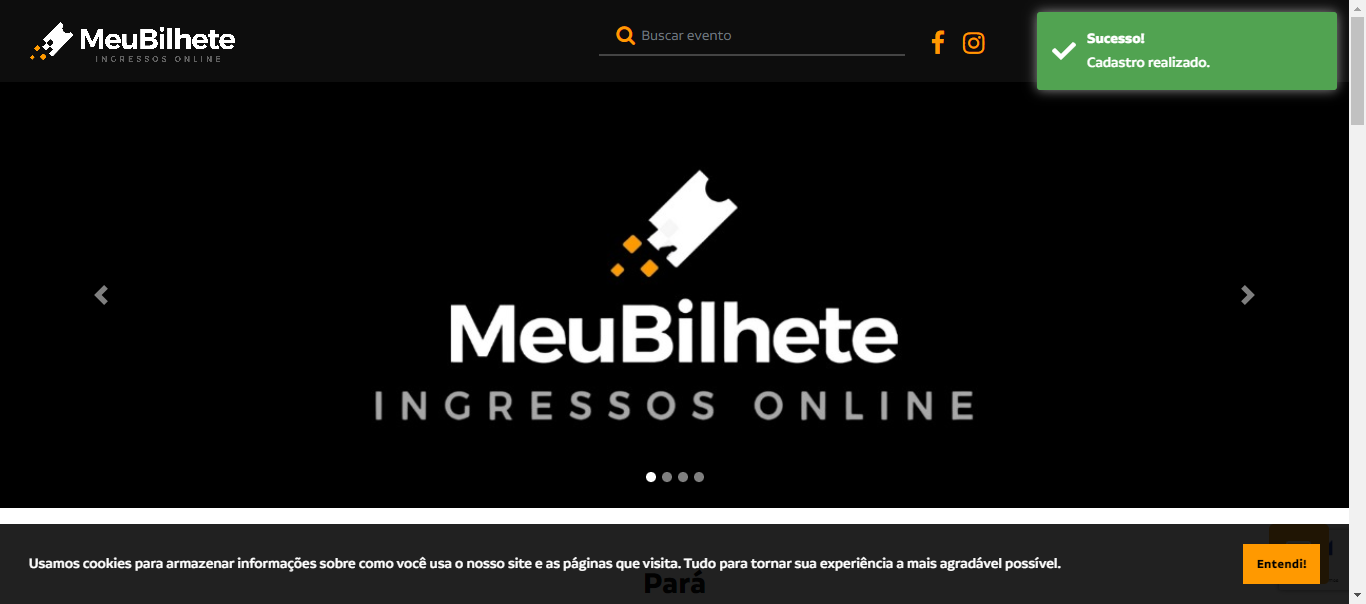 MeuBilhete
INGRESSOS ONLINE
Buscar evento
Sucesso!
Cadastro realizado.
MeuBilhete
INGRESSOS ONLINE
Usamos cookies para armazenar informações sobre como você usa o nosso site e as páginas que visita. Tudo para tornar sua experiência a mais agradável possível.
Entendi!
Pará